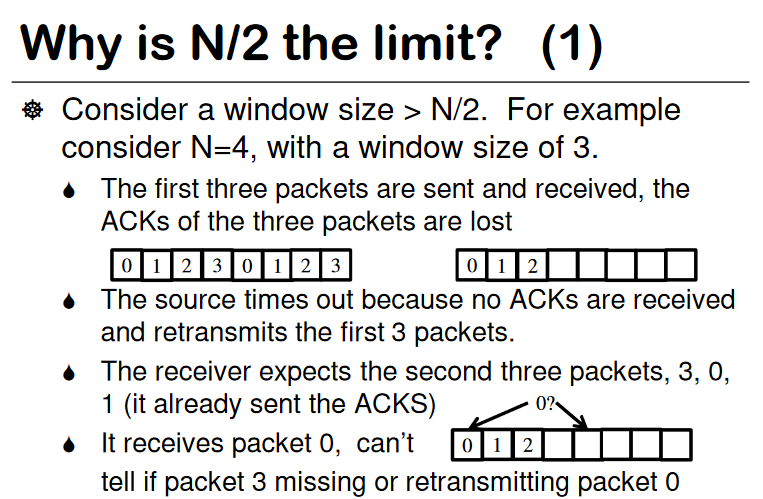 Why is N/2 the limit? (1)
Consider a window size > N/2. For example
consider N=4, with a window size of 3.
The first three packets are sent and received, the
ACKs of the three packets are lost
0 1 2 3 0 1 2 3
0 1 2
The source times out because no ACKs are received
and retransmits the first 3 packets.
The receiver expects the second three packets, 3, 0,
1 (it already sent the ACKS)
0?
It receives packet 0, can't
0 1 2
tell if packet 3 missing or retransmitting packet 0